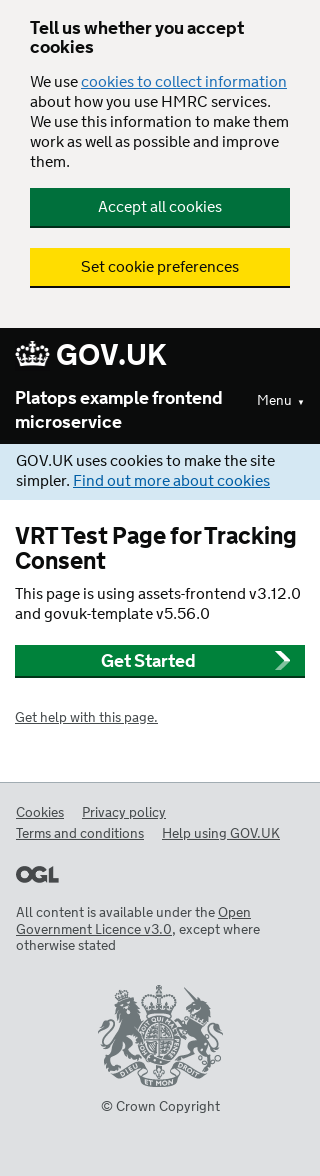 Tell us whether you accept
cookies
We use cookies to collect information
about how you use HMRC services.
We use this information to make them
work as well as possible and improve
them.
Accept all cookies
Set cookie preferences
GOV.UK
Platops example frontend
microservice
Menu ▼
GOV.UK uses cookies to make the site
simpler. Find out more about cookies
VRT Test Page for Tracking
Consent
This page is using assets-frontend v3.12.0
and govuk-template v5.56.0
Get Started
Get help with this page.
Cookies Privacy policy
Terms and conditions Help using GOV.UK
OGL
All content is available under the Open
Government Licence v3.0, except where
otherwise stated
© Crown Copyright